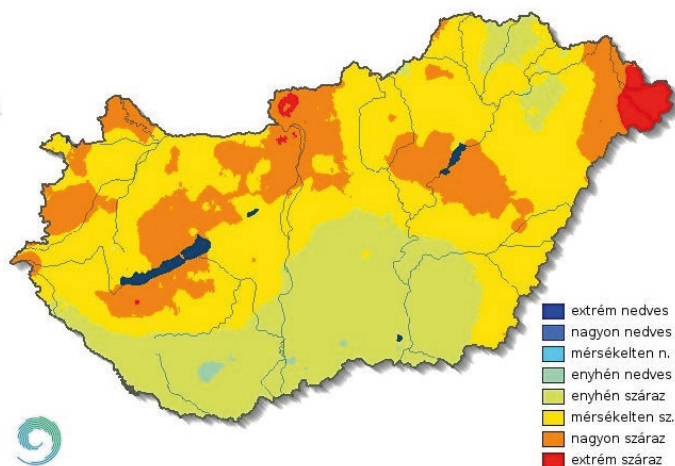 extrém nedves
nagyon nedves
mérsékelten n.
enyhén nedves
enyhén száraz
mérsékelten sz.
nagyon száraz
extrém száraz